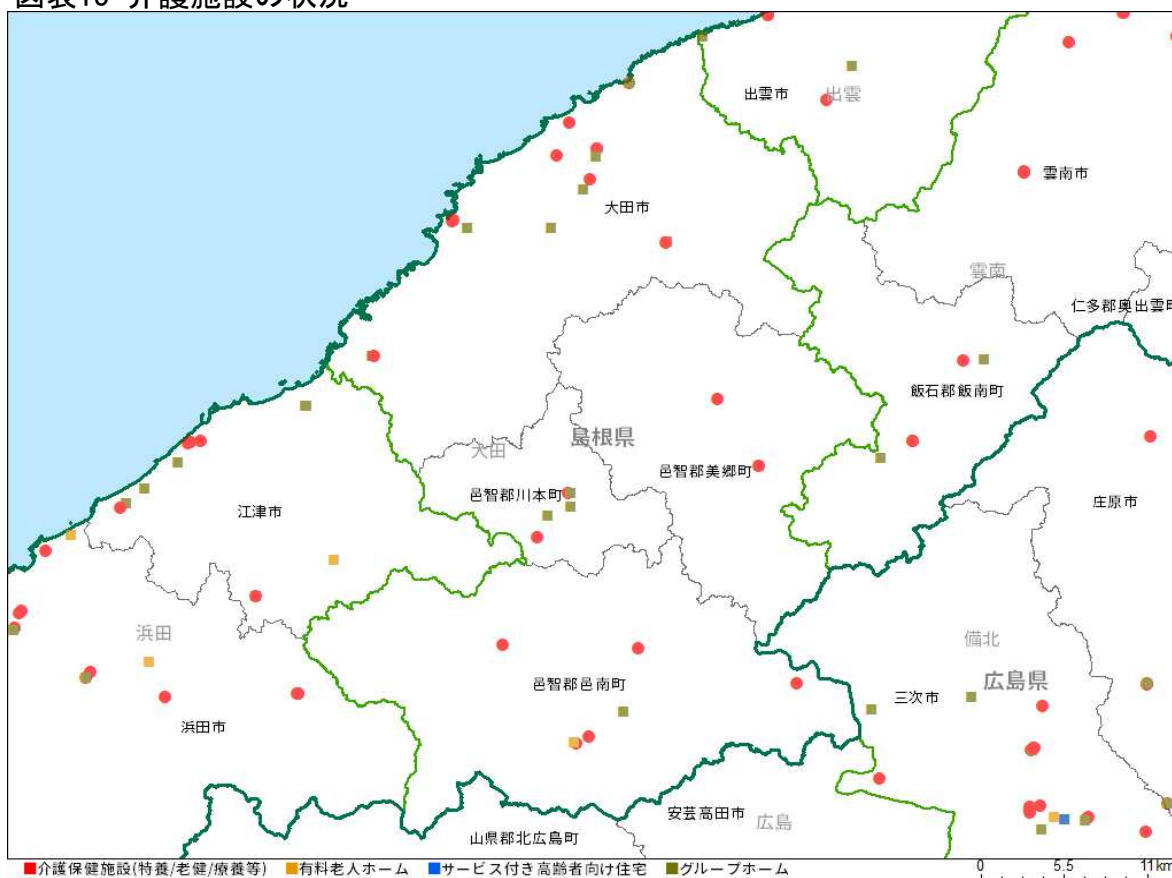 図表10 介護施設の状況
出雲市
出雲
雲南市
大田市
雲南
仁多郡奥出雲町
飯石郡飯南町
島根県
大田
邑智郡美郷町
邑智郡川本町
庄原市
江津市
浜田
備北
広島県
邑智郡邑南町
三次市
浜田市
安芸高田市
広島
山県郡北広島町
■介護保健施設(特養/老健/療養等) ■有料老人ホーム ■サービス付き高齢者向け住宅 ■グループホーム
0 5.5 11km